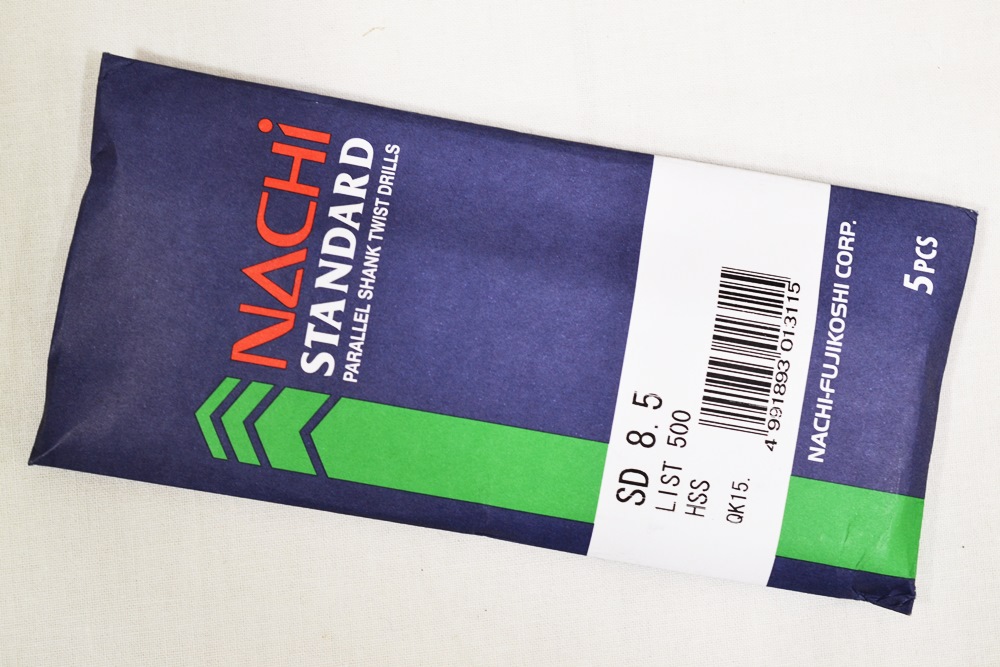 NACHi
STANDARD
PARALLEL SHANK TWIST DRILLS
SD 8.5
LIST 500
HSS
QK15.
4 991893 013115
NACHI-FUJIKOSHI CORP.
5PCS